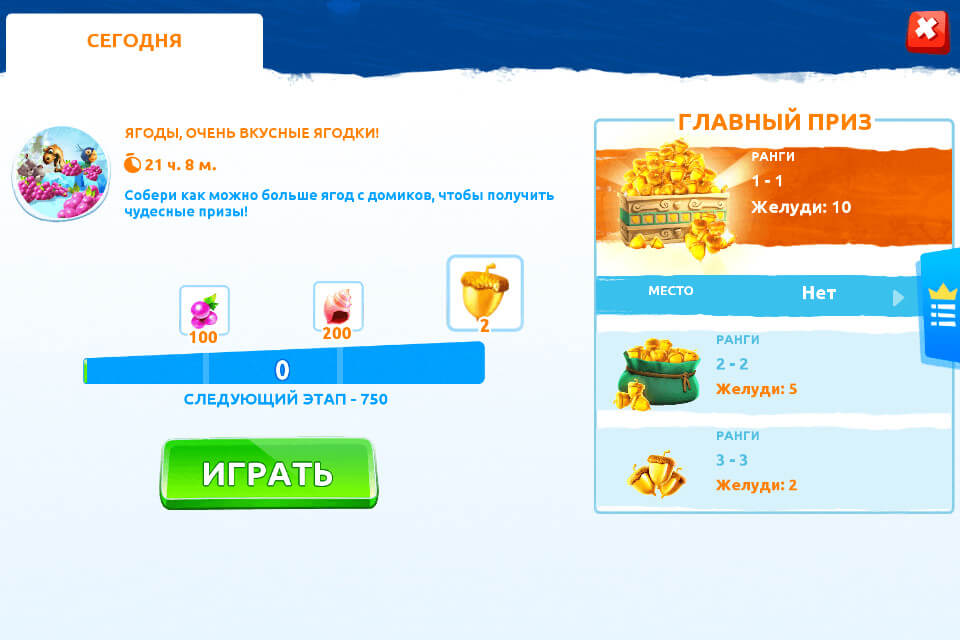 СЕГОДНЯ
ЯГОДЫ, ОЧЕНЬ ВКУСНЫЕ ЯГОДКИ!
21 ч. 8 м.
Собери как можно больше ягод с домиков, чтобы получить
чудесные призы!
100
200
2
0
СЛЕДУЮЩИЙ ЭТАП - 750
ИГРАТЬ
ГЛАВНЫЙ ПРИЗ
РАНГИ
1 - 1
Желуди: 10
МЕСТО Нет
РАНГИ
2 - 2
Желуди: 5
РАНГИ
3 - 3
Желуди: 2